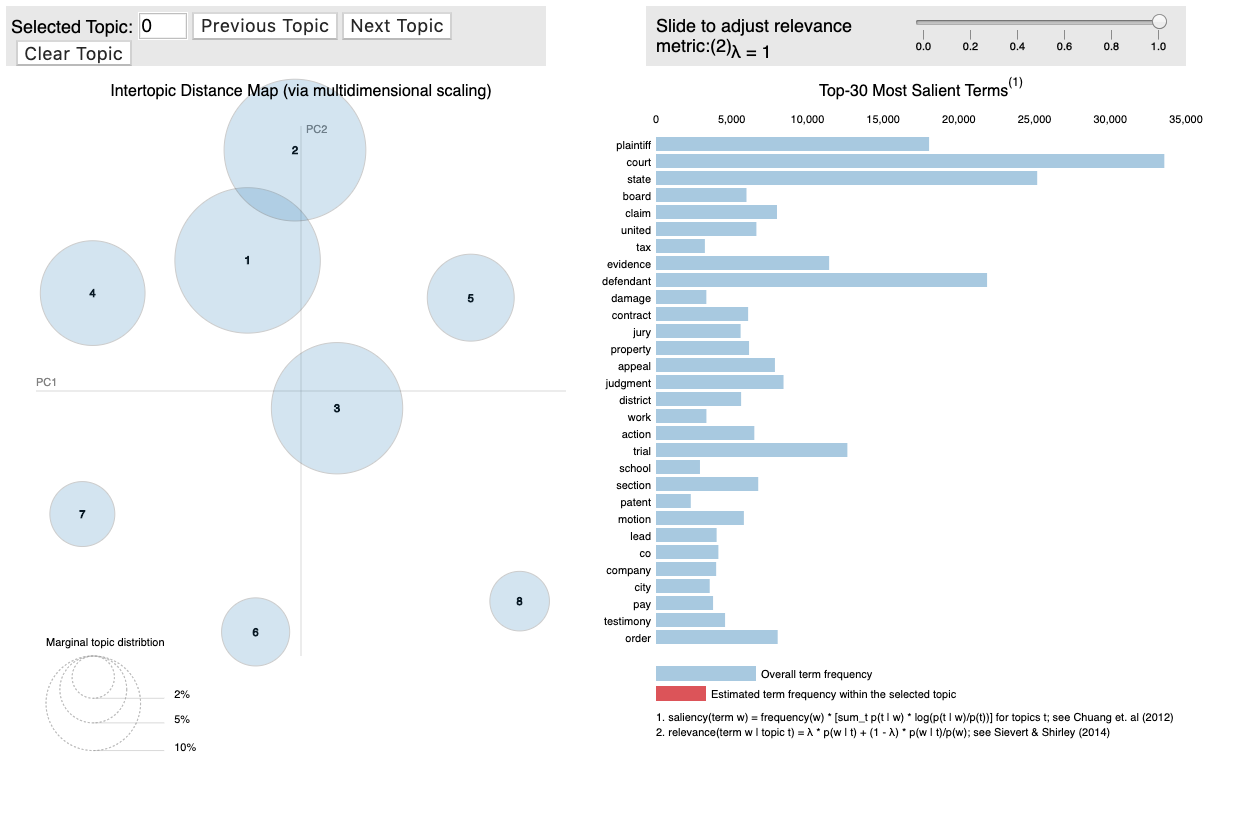 Selected Topic: 0 Previous Topic Next Topic
Clear Topic
Slide to adjust relevance
metric:(2)
λ = 1
0.0 0.2 0.4 0.6 0.8 1.0
Intertopic Distance Map (via multidimensional scaling)
PC2
2
1
4
5
PC1
3
7
8
6
Marginal topic distribtion
2%
5%
10%
Top-30 Most Salient Terms(1)
0 5,000 10,000 15,000 20,000 25,000 30,000 35,000
plaintiff
court
state
board
claim
united
tax
evidence
defendant
damage
contract
jury
property
appeal
judgment
district
work
action
trial
school
section
patent
motion
lead
co
company
city
pay
testimony
order
Overall term frequency
Estimated term frequency within the selected topic
1. saliency(term w) = frequency(w) * [sum_t p(t | w) * log(p(t | w)/p(t))] for topics t; see Chuang et. al (2012)
2. relevance(term w | topic t) = λ * p(w | t) + (1 - λ) * p(w | t)/p(w); see Sievert & Shirley (2014)